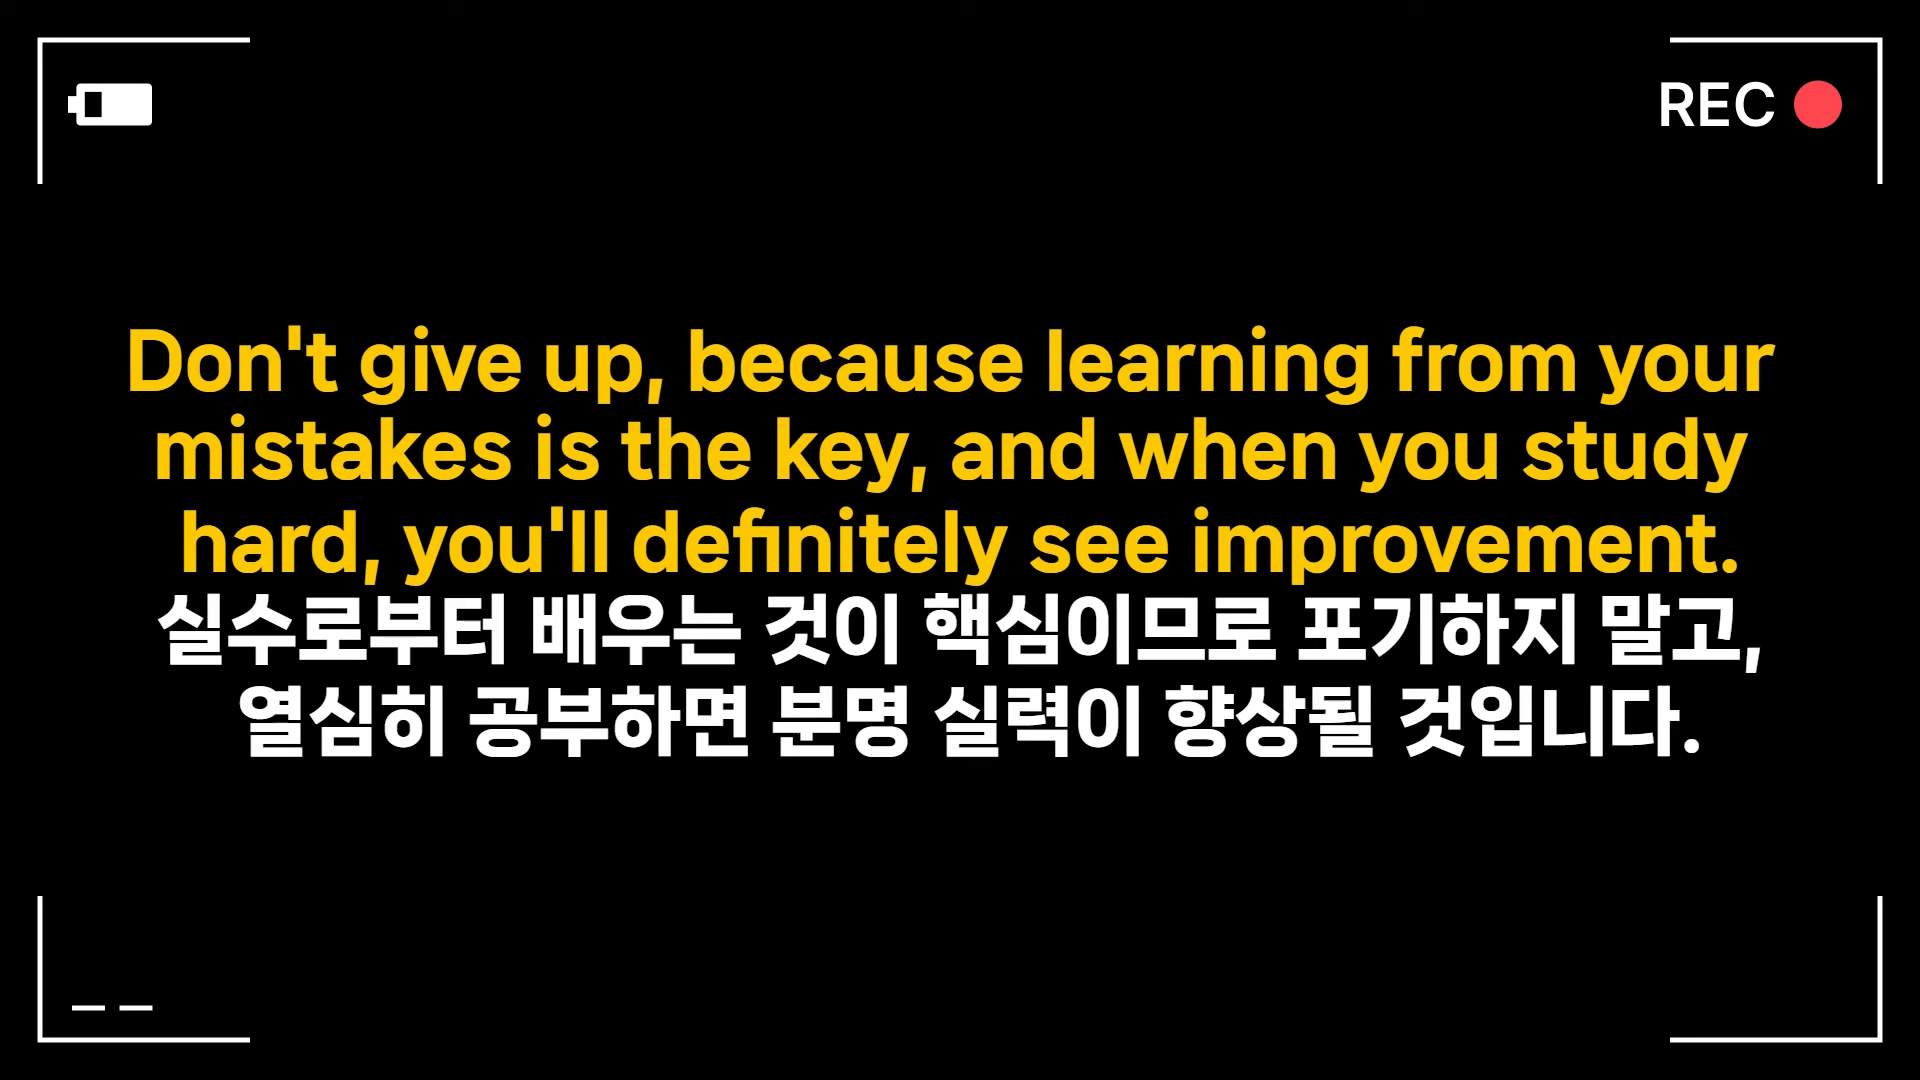 REC
Don't give up, because learning from your
mistakes is the key, and when you study
hard, you'll definitely see improvement.
실수로부터 배우는 것이 핵심이므로 포기하지 말고,
열심히 공부하면 분명 실력이 향상될 것입니다.